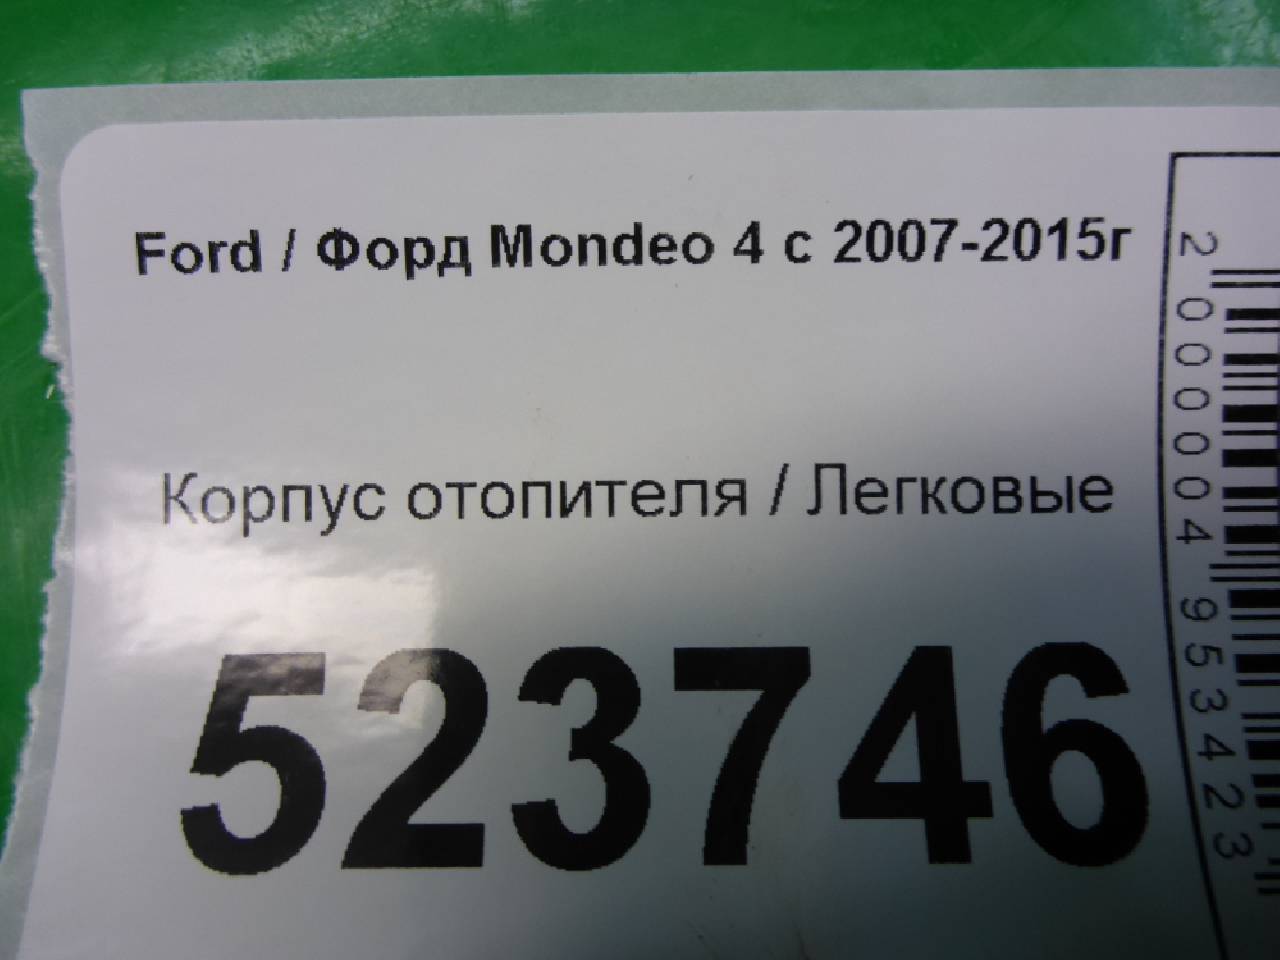 Ford / Форд Mondeo 4 с 2007-2015г
Корпус отопителя / Легковые
523746
2000004953423